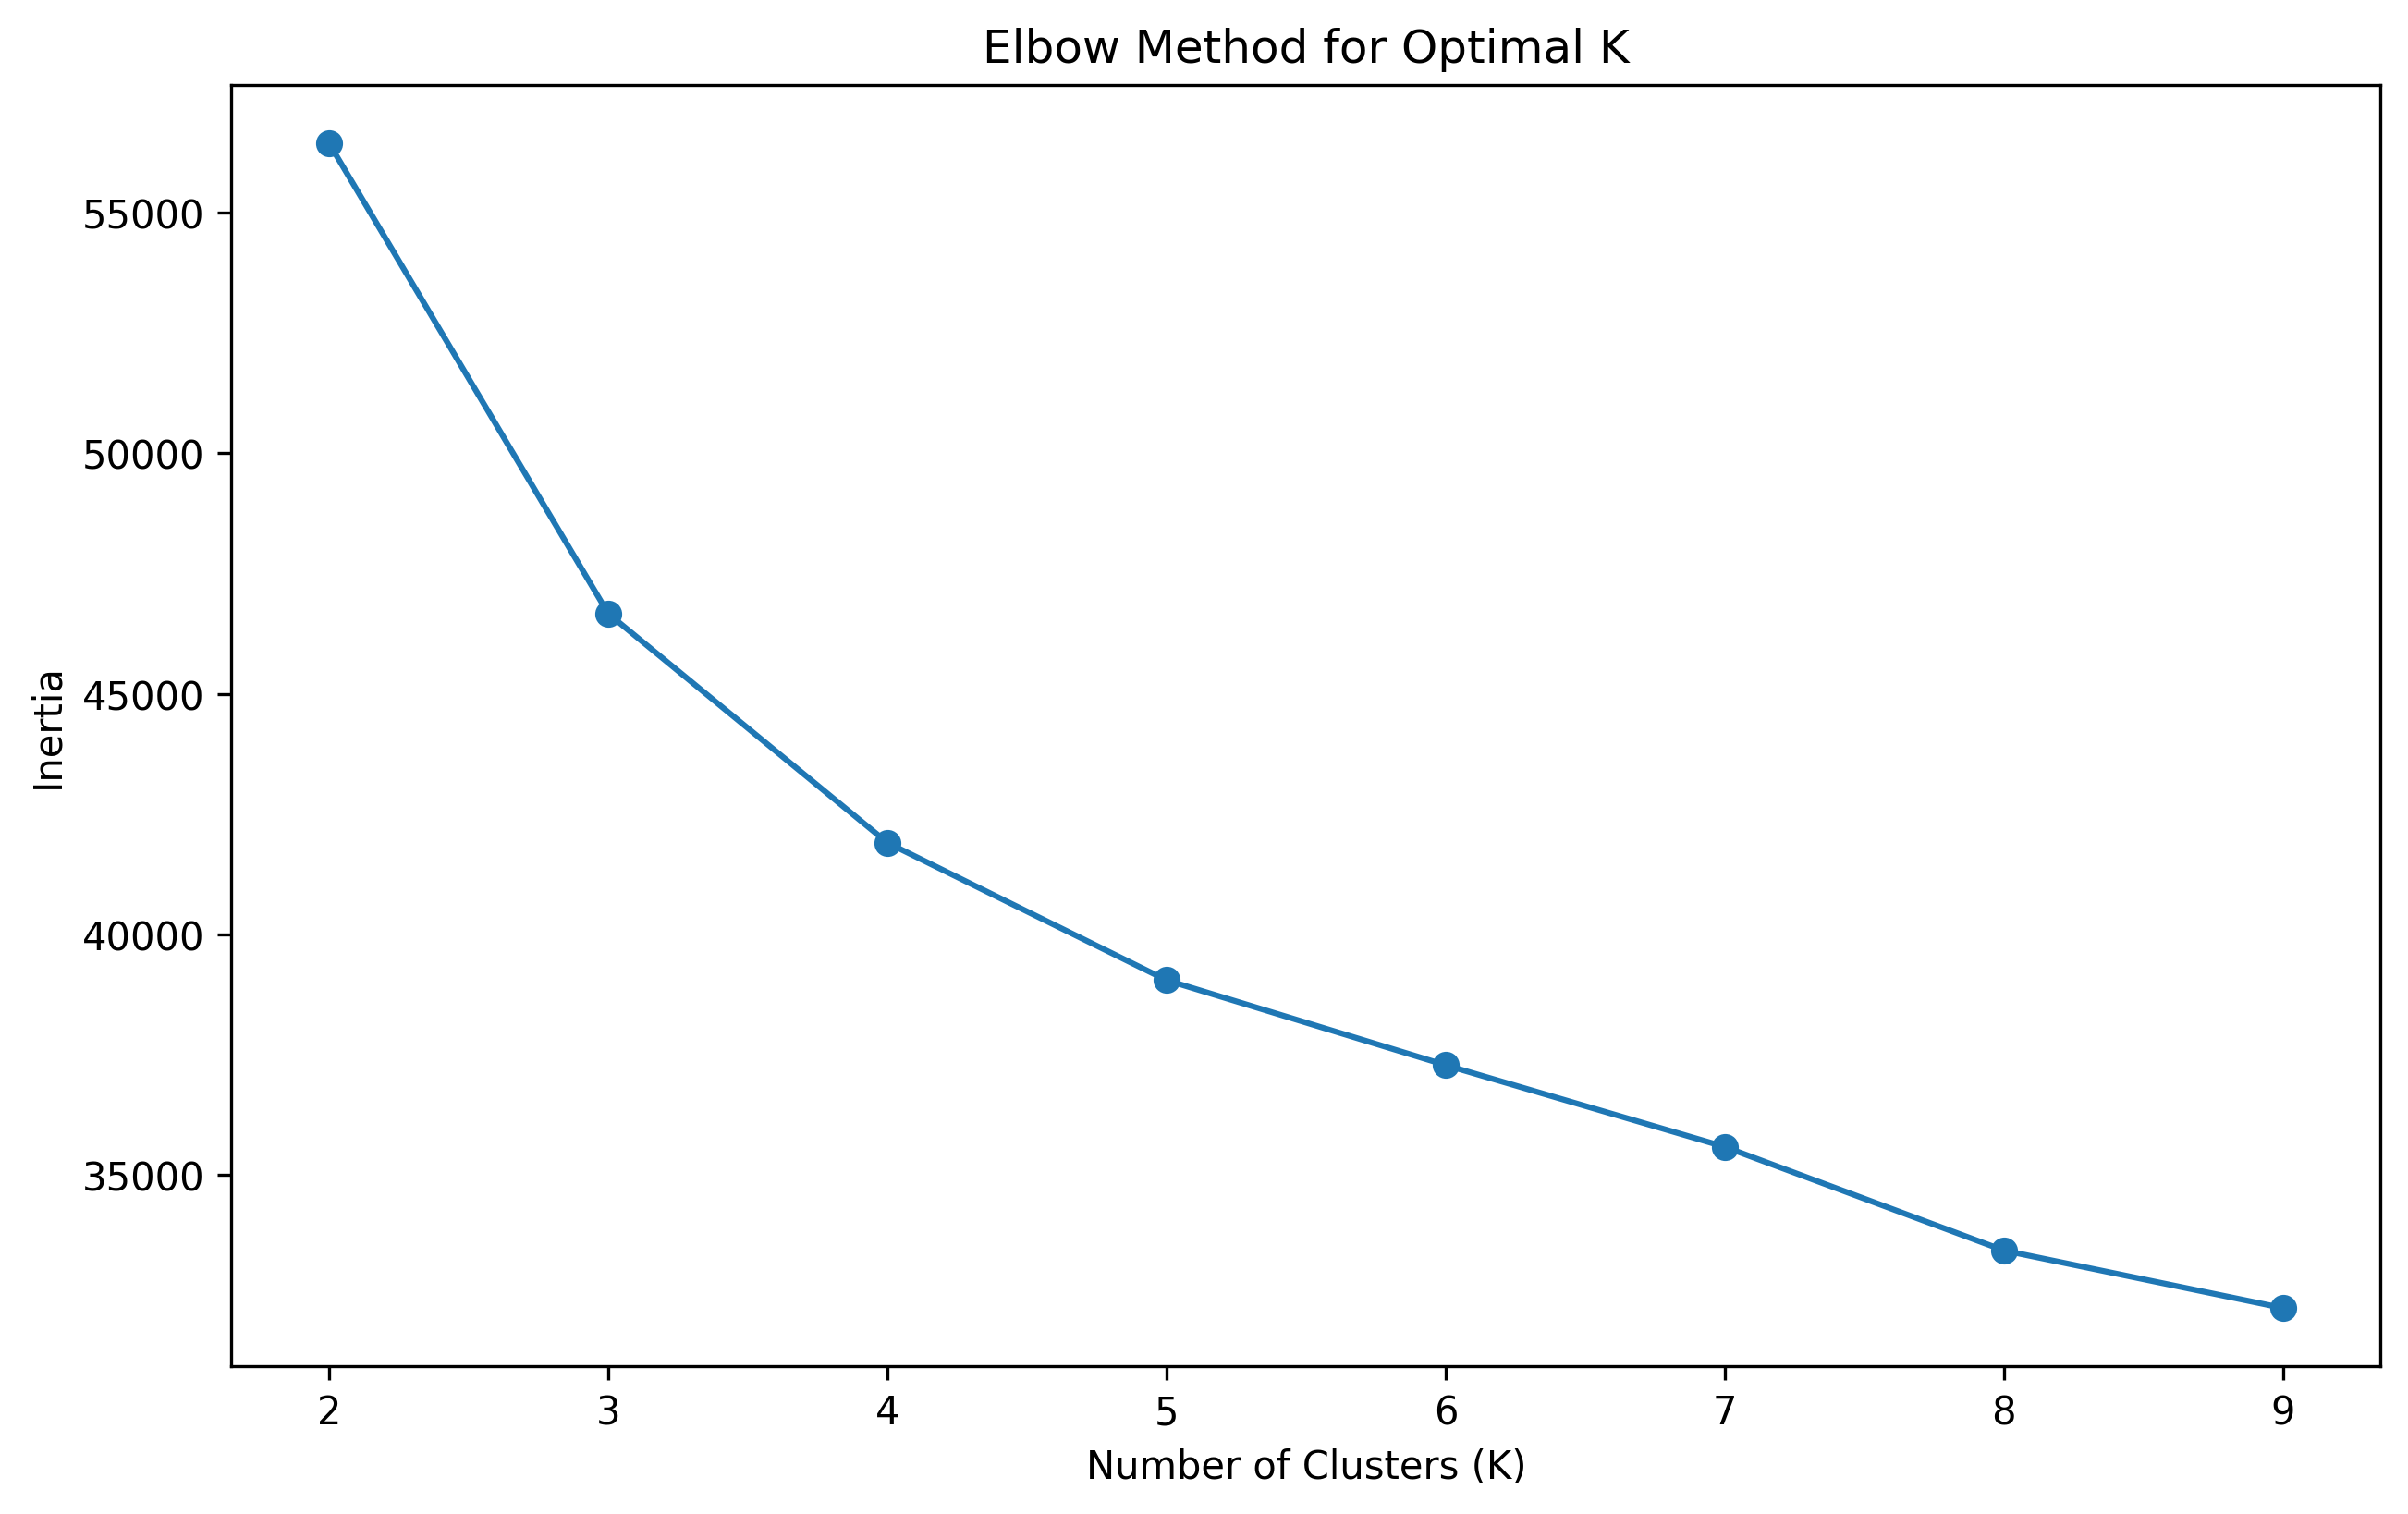 Elbow Method for Optimal K
55000
50000
45000
40000
35000
Inertia
2 3 4 5 6 7 8 9
Number of Clusters (K)